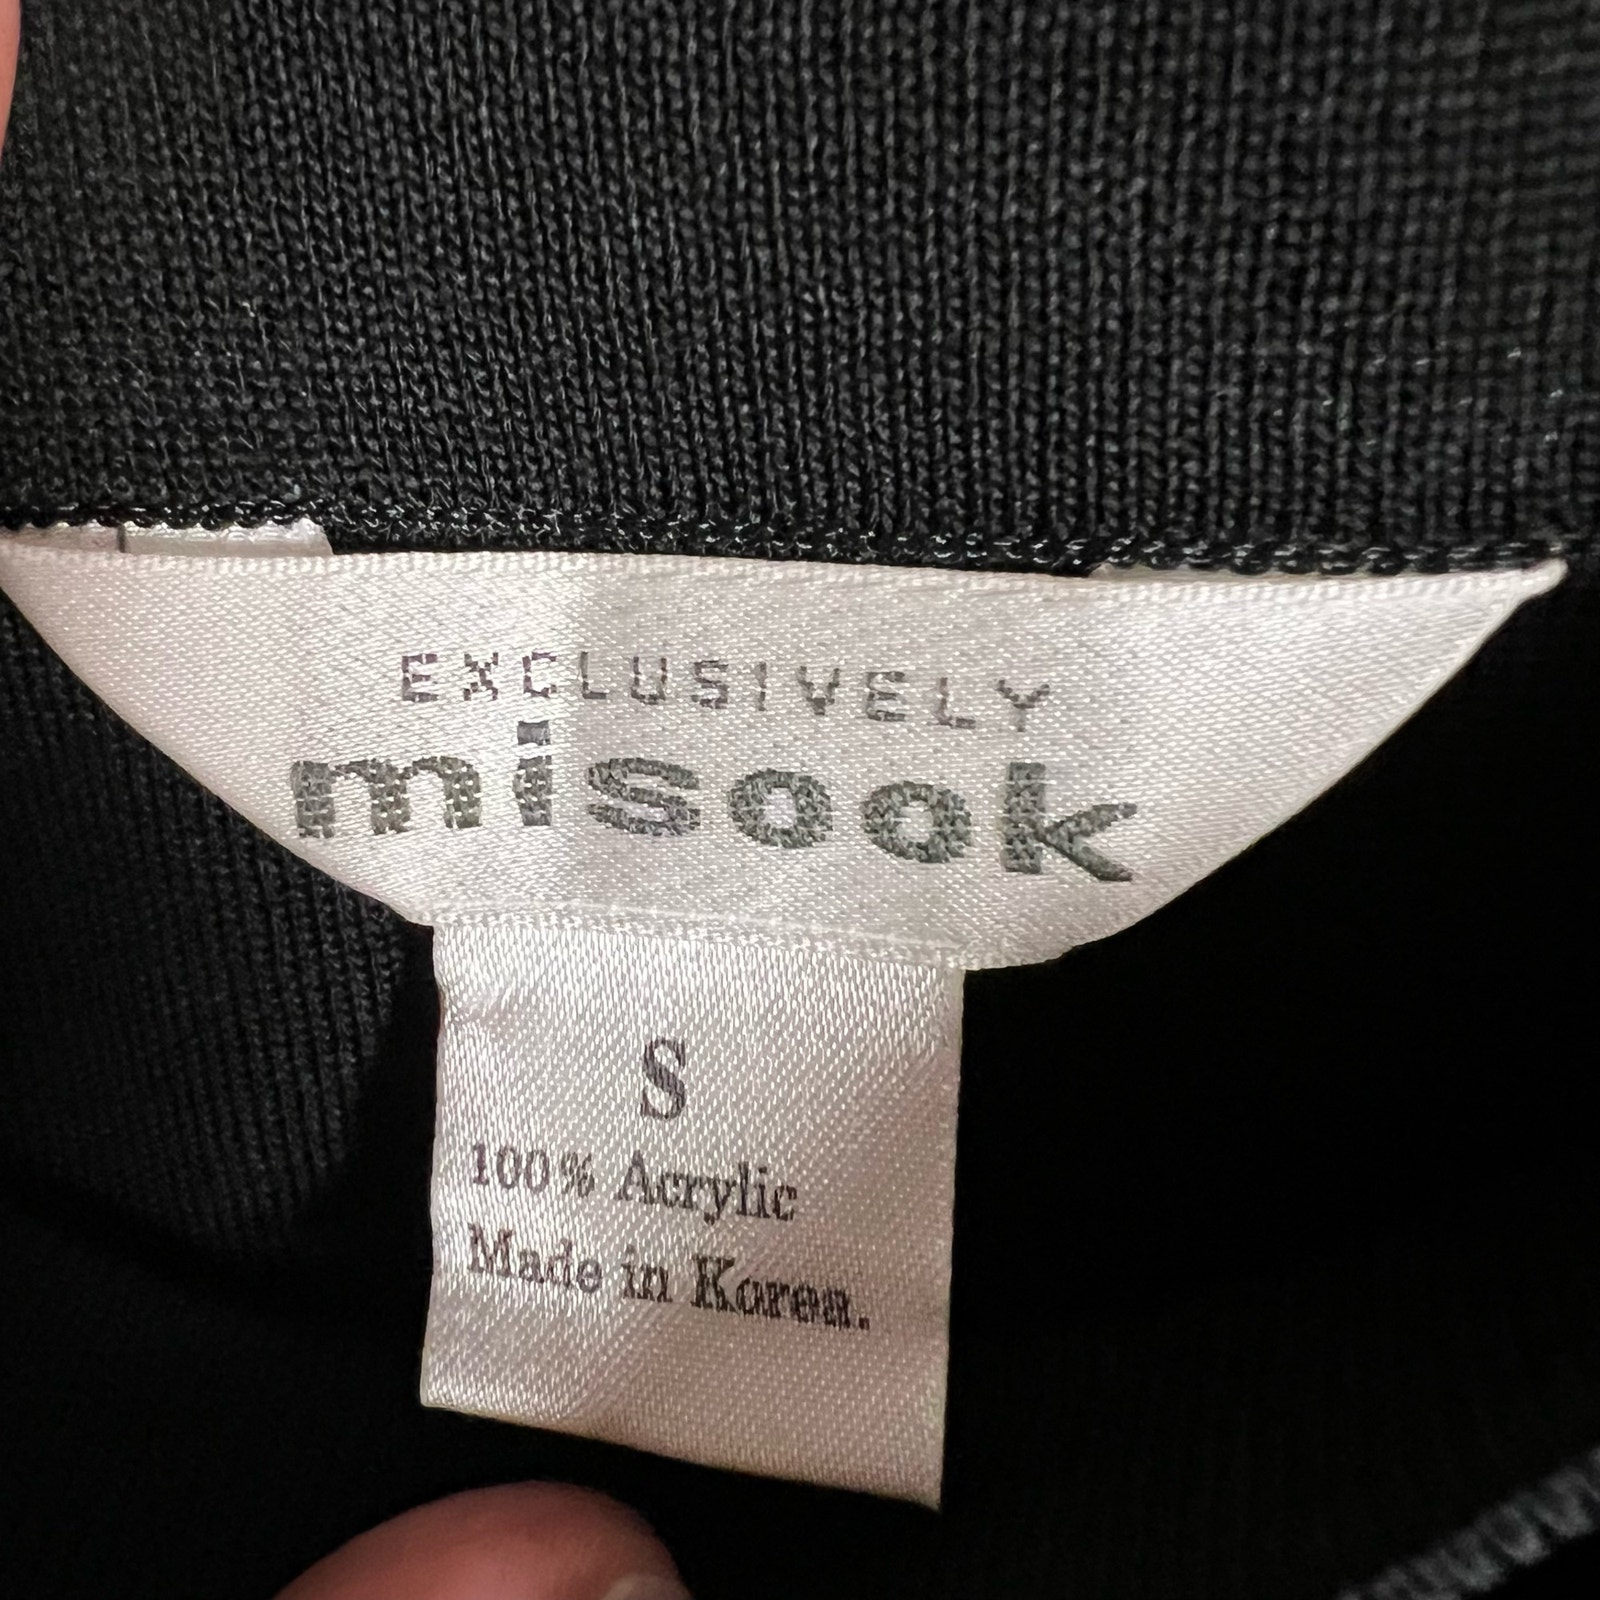 EXCLUSIVELY
misook
S
100% Acrylic
Made in Korea.